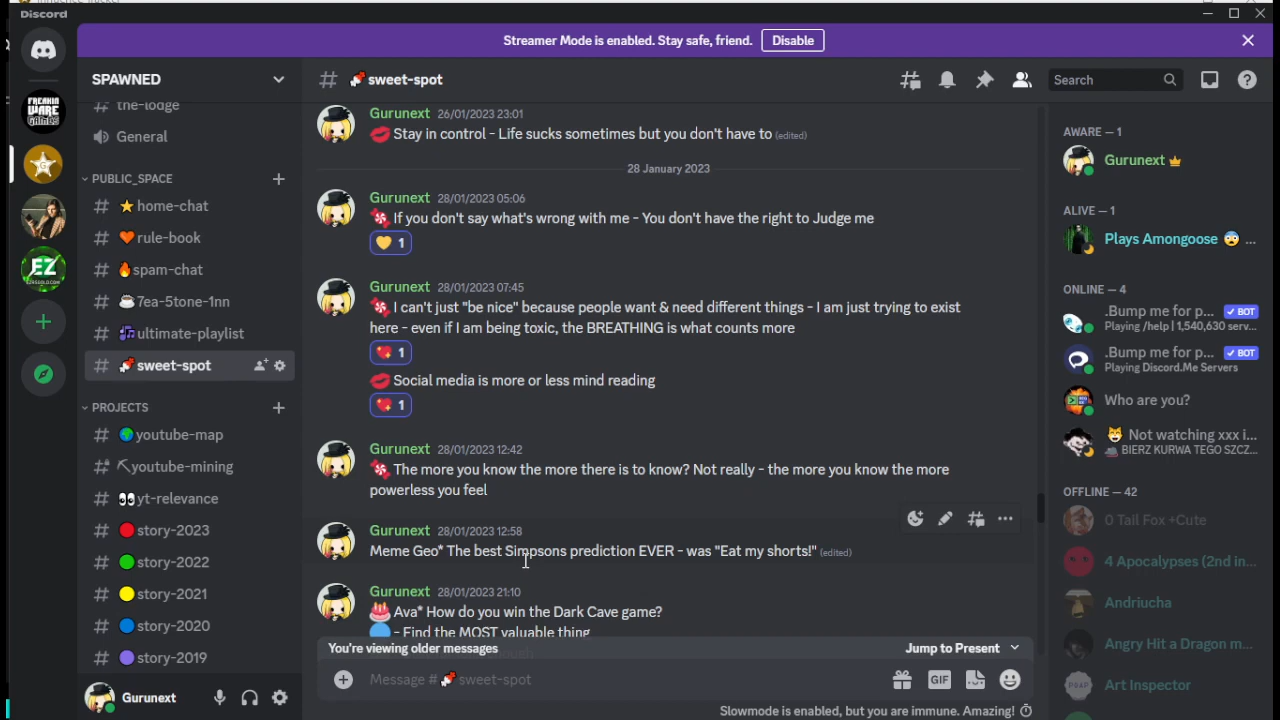 Discord
Streamer Mode is enabled. Stay safe, friend.
Disable
SPAWNED
the-lodge
General
PUBLIC_SPACE
home-chat
rule-book
spam-chat
7ea-5tone-1nn
ultimate-playlist
sweet-spot
PROJECTS
youtube-map
youtube-mining
yt-relevance
story-2023
story-2022
story-2021
story-2020
story-2019
Gurunext
FREAKIN
WARE
GAMES
EZ
# sweet-spot
Search
Gurunext 26/01/2023 23:01
Stay in control - Life sucks sometimes but you don't have to (edited)
28 January 2023
Gurunext 28/01/2023 05:06
If you don't say what's wrong with me - You don't have the right to Judge me
1
Gurunext 28/01/2023 07:45
I can't just "be nice" because people want & need different things - I am just trying to exist
here - even if I am being toxic, the BREATHING is what counts more
1
Social media is more or less mind reading
1
Gurunext 28/01/2023 12:42
The more you know the more there is to know? Not really - the more you know the more
powerless you feel
Gurunext 28/01/2023 12:58
Meme Geo* The best Simpsons prediction EVER - was "Eat my shorts!" (edited)
Gurunext 28/01/2023 21:10
Ava* How do you win the Dark Cave game?
- Find the MOST valuable thing
You're viewing older messages
Jump to Present
Message # sweet-spot
GIF
Slowmode is enabled, but you are immune. Amazing!
AWARE — 1
Gurunext
ALIVE — 1
Plays Amongoose ...
ONLINE — 4
.Bump me for p... BOT
Playing /help | 1,540,630 serv...
.Bump me for p... BOT
Playing Discord.Me Servers
Who are you?
Not watching xxx i...
BIERZ KURWA TEGO SZCZ...
OFFLINE — 42
0 Tail Fox +Cute
4 Apocalypses (2nd in...
Andriucha
Angry Hit a Dragon m...
Art Inspector